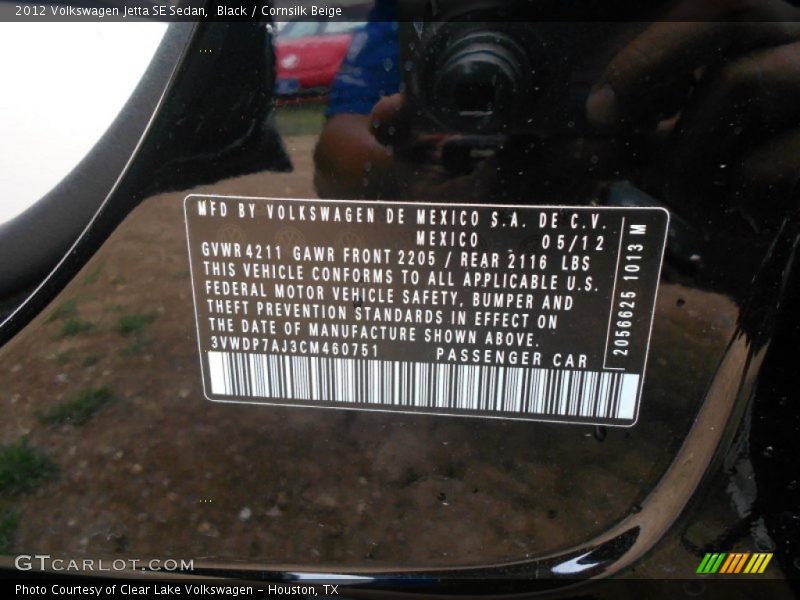 2012 Volkswagen Jetta SE Sedan,  Black / Cornsilk Beige
MFD BY VOLKSWAGEN DE MEXICO S.A. DE C.V.
MEXICO 05/12
GVWR 4211 GAWR FRONT 2205 / REAR 2116 LBS
THIS VEHICLE CONFORMS TO ALL APPLICABLE U.S.
FEDERAL MOTOR VEHICLE SAFETY, BUMPER AND
THEFT PREVENTION STANDARDS IN EFFECT ON
THE DATE OF MANUFACTURE SHOWN ABOVE.
3VWDP7AJ3CM460751 PASSENGER CAR
2056625 1013 M
GTCARLOT.COM
Photo Courtesy of Clear Lake Volkswagen - Houston, TX